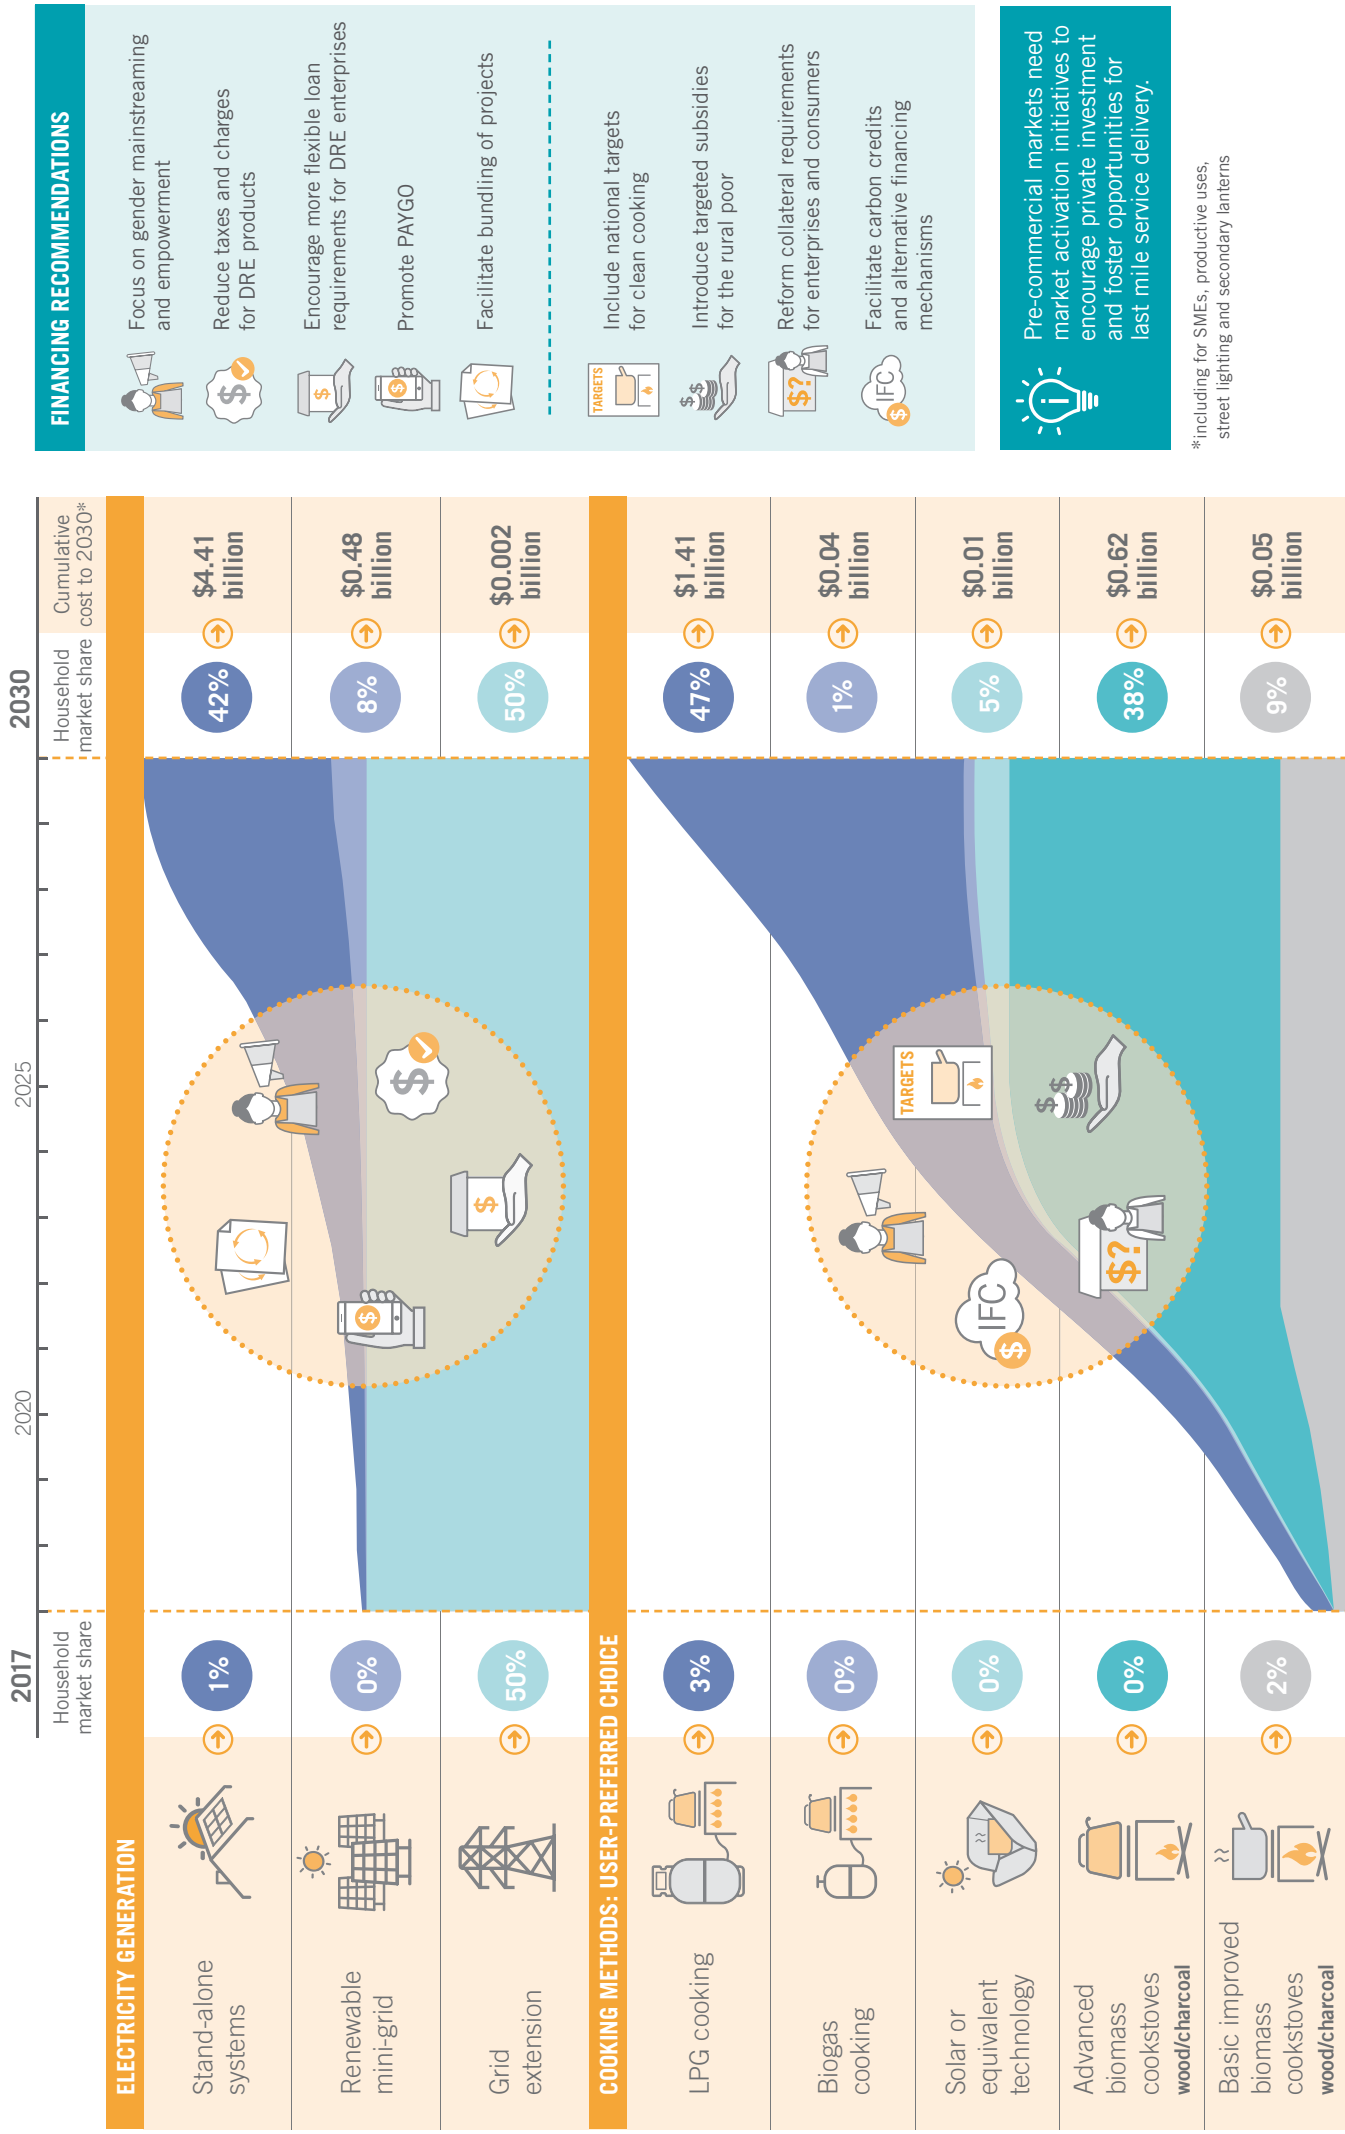 2017
2020
2025
2030
Household
market share
Household
market share
Cumulative
cost to 2030*
ELECTRICITY GENERATION
Stand-alone
systems
1%
42%
$4.41
billion
Renewable
mini-grid
0%
8%
$0.48
billion
Grid
extension
50%
50%
$0.002
billion
$
$
$
COOKING METHODS: USER-PREFERRED CHOICE
LPG cooking
3%
47%
$1.41
billion
Biogas
cooking
0%
1%
$0.04
billion
Solar or
equivalent
technology
0%
5%
$0.01
billion
Advanced
biomass
cookstoves
wood/charcoal
0%
38%
$0.62
billion
Basic improved
biomass
cookstoves
wood/charcoal
2%
9%
$0.05
billion
TARGETS
IFC
$
$?
$ $
FINANCING RECOMMENDATIONS
Focus on gender mainstreaming
and empowerment
$
Reduce taxes and charges
for DRE products
$
Encourage more flexible loan
requirements for DRE enterprises
$
Promote PAYGO
Facilitate bundling of projects
TARGETS
Include national targets
for clean cooking
$ $
Introduce targeted subsidies
for the rural poor
$?
Reform collateral requirements
for enterprises and consumers
IFC
$
Facilitate carbon credits
and alternative financing
mechanisms
i
Pre-commercial markets need
market activation initiatives to
encourage private investment
and foster opportunities for
last mile service delivery.
*including for SMEs, productive uses,
street lighting and secondary lanterns